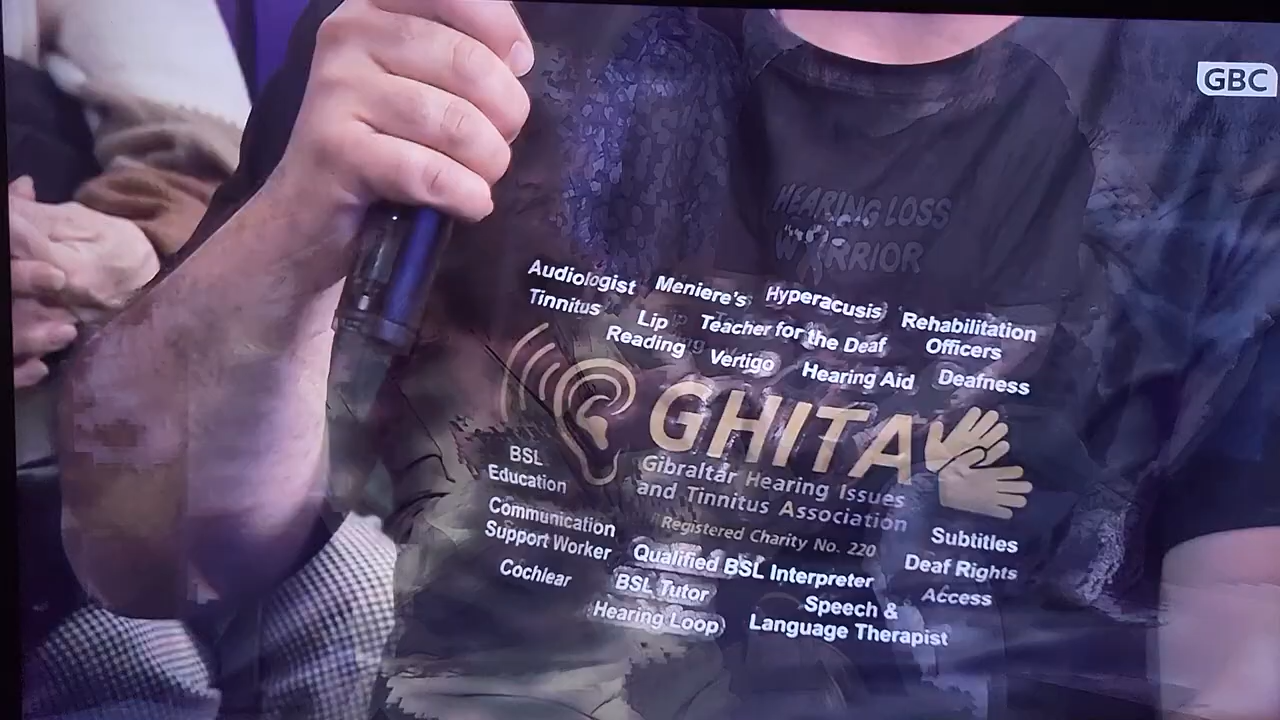 GBC
HEARING LOSS
WARRIOR
Audiologist Meniere's Hyperacusis Rehabilitation Officers
Tinnitus Lip Reading Teacher for the Deaf
Vertigo Hearing Aid Deafness
GHITA
Gibraltar Hearing Issues
and Tinnitus Association
Registered Charity No. 220
BSL
Education
Communication
Support Worker
Cochlear
Qualified BSL Interpreter
BSL Tutor
Hearing Loop
Speech &
Language Therapist
Subtitles
Deaf Rights
Access